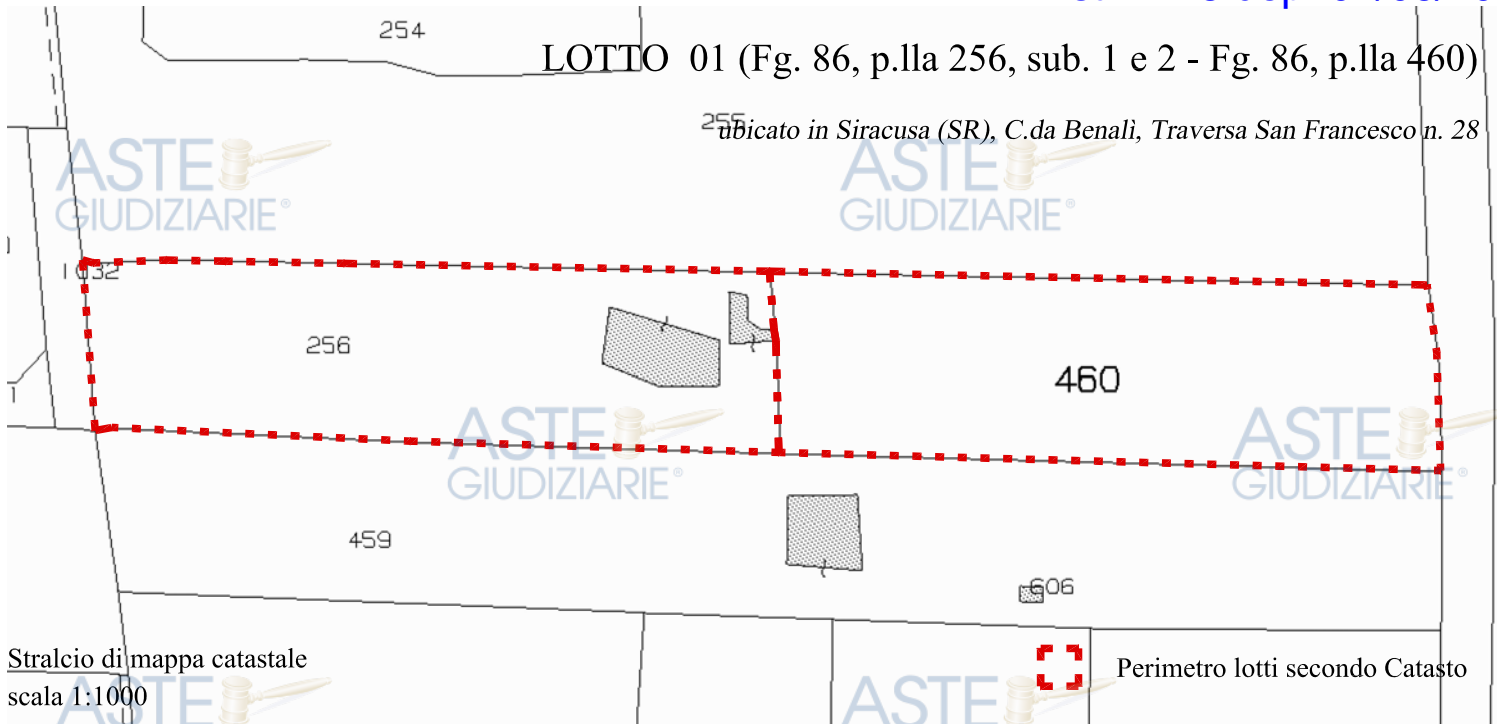 254
LOTTO 01 (Fg. 86, p.lla 256, sub. 1 e 2 - Fg. 86, p.lla 460)
255
ubicato in Siracusa (SR), C.da Benalì, Traversa San Francesco n. 28
ASTE
GIUDIZIARIE®
ASTE
GIUDIZIARIE®
1032
256
460
ASTE
GIUDIZIARIE®
ASTE
GIUDIZIARIE®
459
606
Stralcio di mappa catastale
scala 1:1000
Perimetro lotti secondo Catasto
ASTE
ASTE